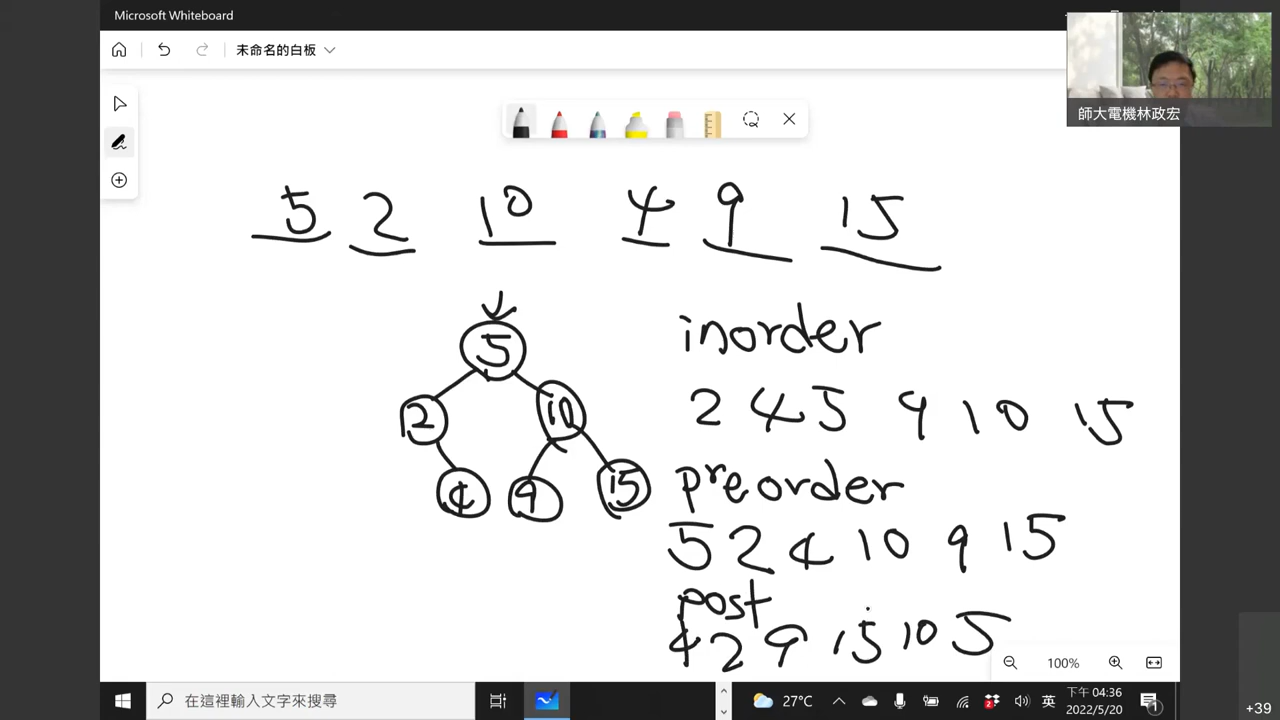 Microsoft Whiteboard
未命名的白板
師大電機林政宏
5 2 10 4 9 15
5
2 10
4 9 15
inorder
2 4 5 9 10 15
preorder
5 2 4 10 9 15
post
4 2 9 15 10 5
100%
在這裡輸入文字來搜尋
27°C
2
英
下午 04:36
2022/5/20
1
+39